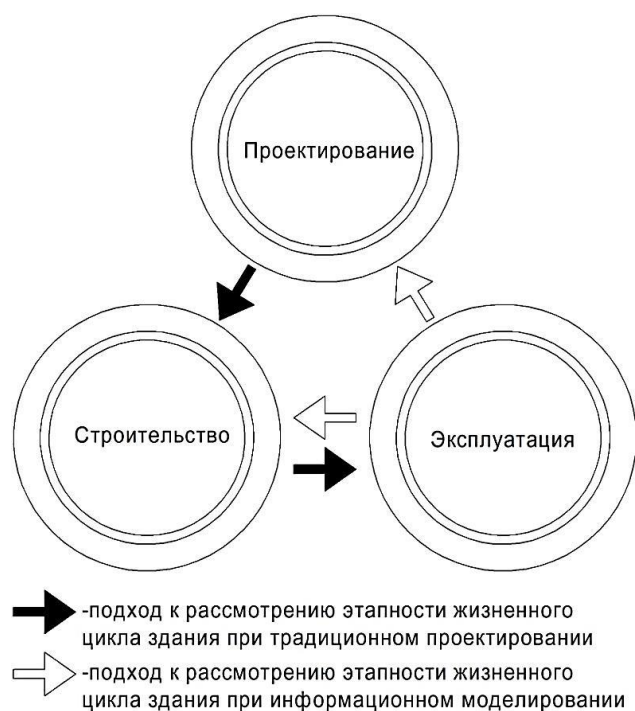 Проектирование
Строительство
Эксплуатация
-подход к рассмотрению этапности жизненного
цикла здания при традиционном проектировании
-подход к рассмотрению этапности жизненного
цикла здания при информационном моделировании